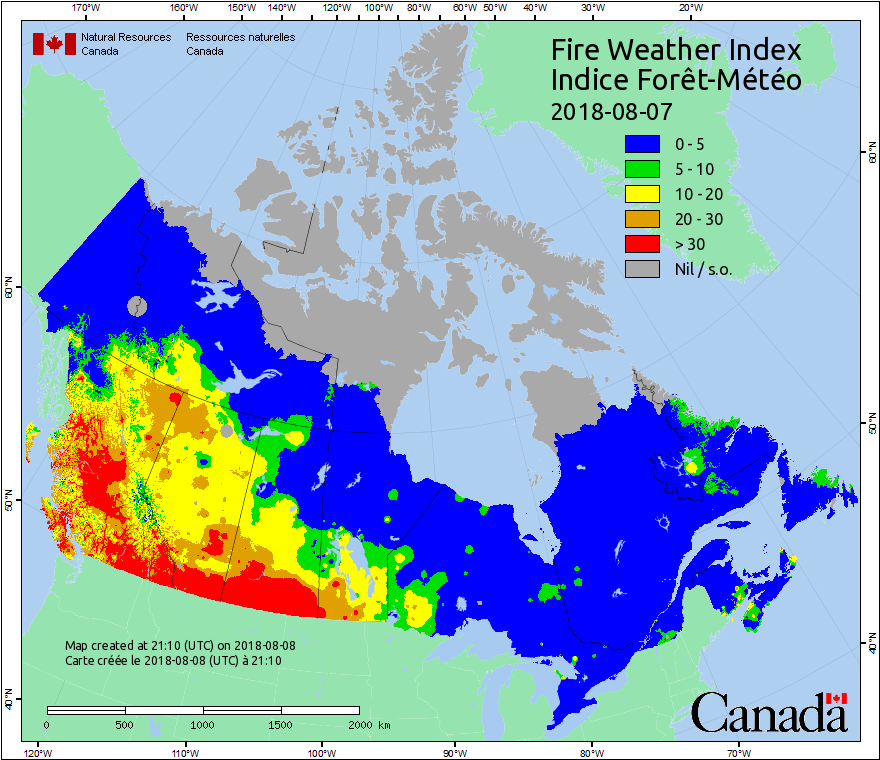 170°W 160°W 150°W 140°W 130°W 120°W 110°W 100°W 90°W 80°W 70°W 60°W 50°W 40°W 30°W 20°W
Natural Resources Ressources naturelles
Canada Canada
Fire Weather Index
Indice Forêt-Météo
2018-08-07
0 - 5
5 - 10
10 - 20
20 - 30
> 30
Nil / s.o.
60°N
60°N
50°N
50°N
40°N
40°N
Map created at 21:10 (UTC) on 2018-08-08
Carte créée le 2018-08-08 (UTC) à 21:10
0 500 1000 1500 2000 km
Canada
120°W 110°W 100°W 90°W 80°W 70°W